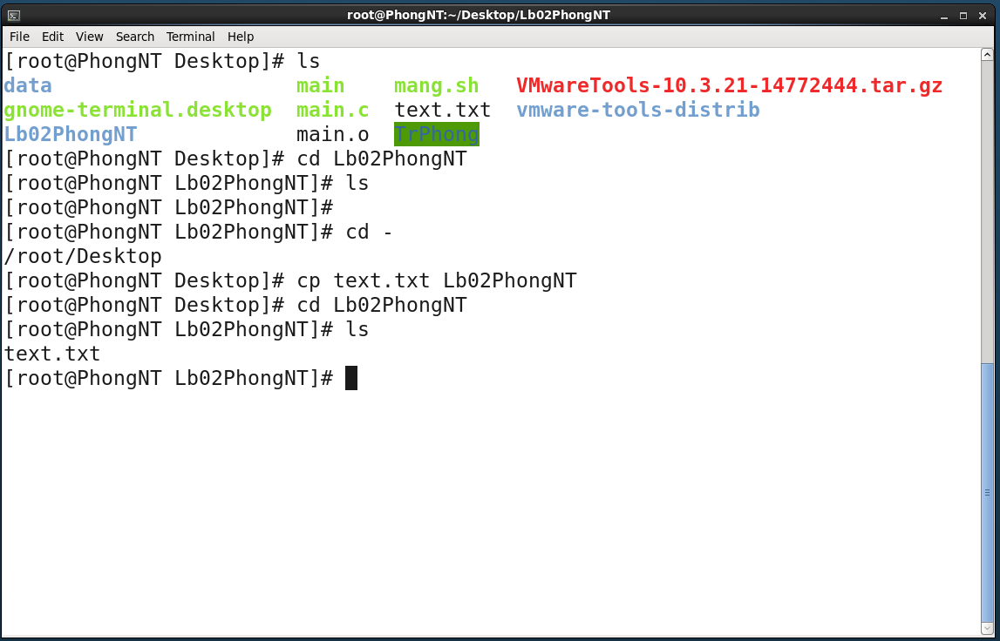 root@PhongNT:~/Desktop/Lb02PhongNT
File Edit View Search Terminal Help
[root@PhongNT Desktop]# ls
data main mang.sh VMwareTools-10.3.21-14772444.tar.gz
gnome-terminal.desktop main.c text.txt vmware-tools-distrib
Lb02PhongNT main.o TrPhong
[root@PhongNT Desktop]# cd Lb02PhongNT
[root@PhongNT Lb02PhongNT]# ls
[root@PhongNT Lb02PhongNT]#
[root@PhongNT Lb02PhongNT]# cd -
/root/Desktop
[root@PhongNT Desktop]# cp text.txt Lb02PhongNT
[root@PhongNT Desktop]# cd Lb02PhongNT
[root@PhongNT Lb02PhongNT]# ls
text.txt
[root@PhongNT Lb02PhongNT]#